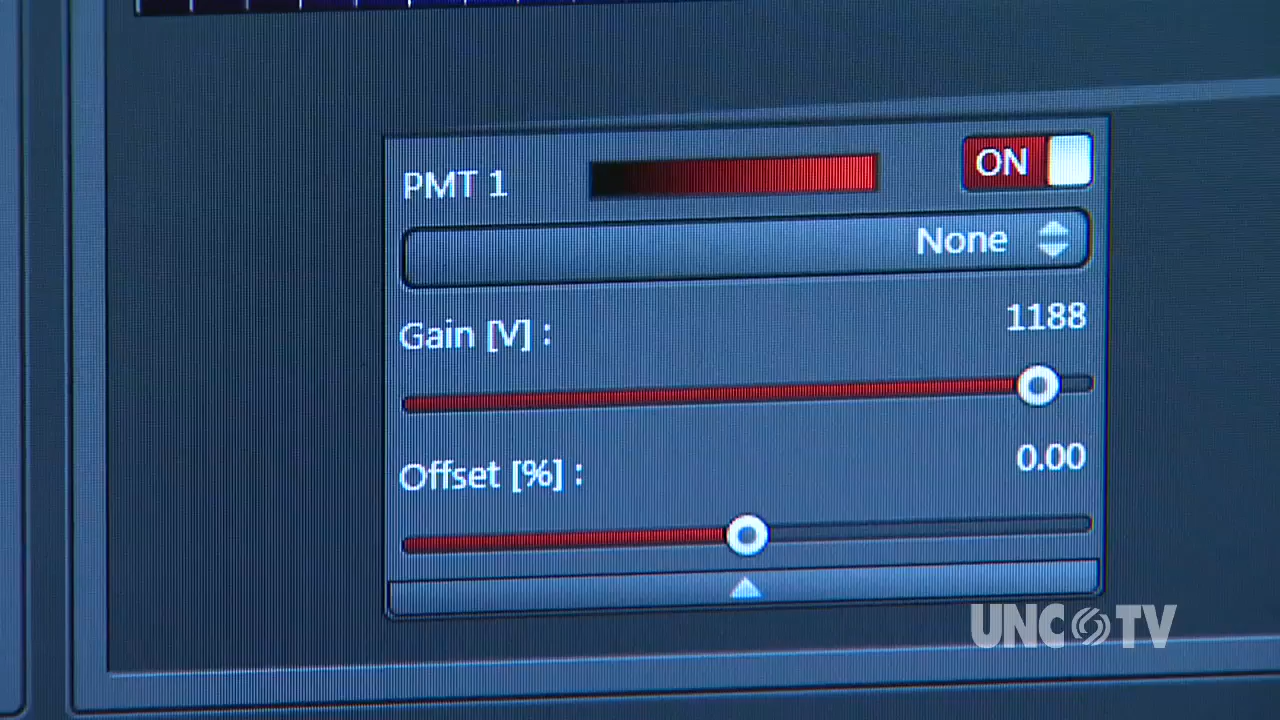 PMT 1
ON
None
Gain [V] :
1188
Offset [%] :
0.00
UNC TV